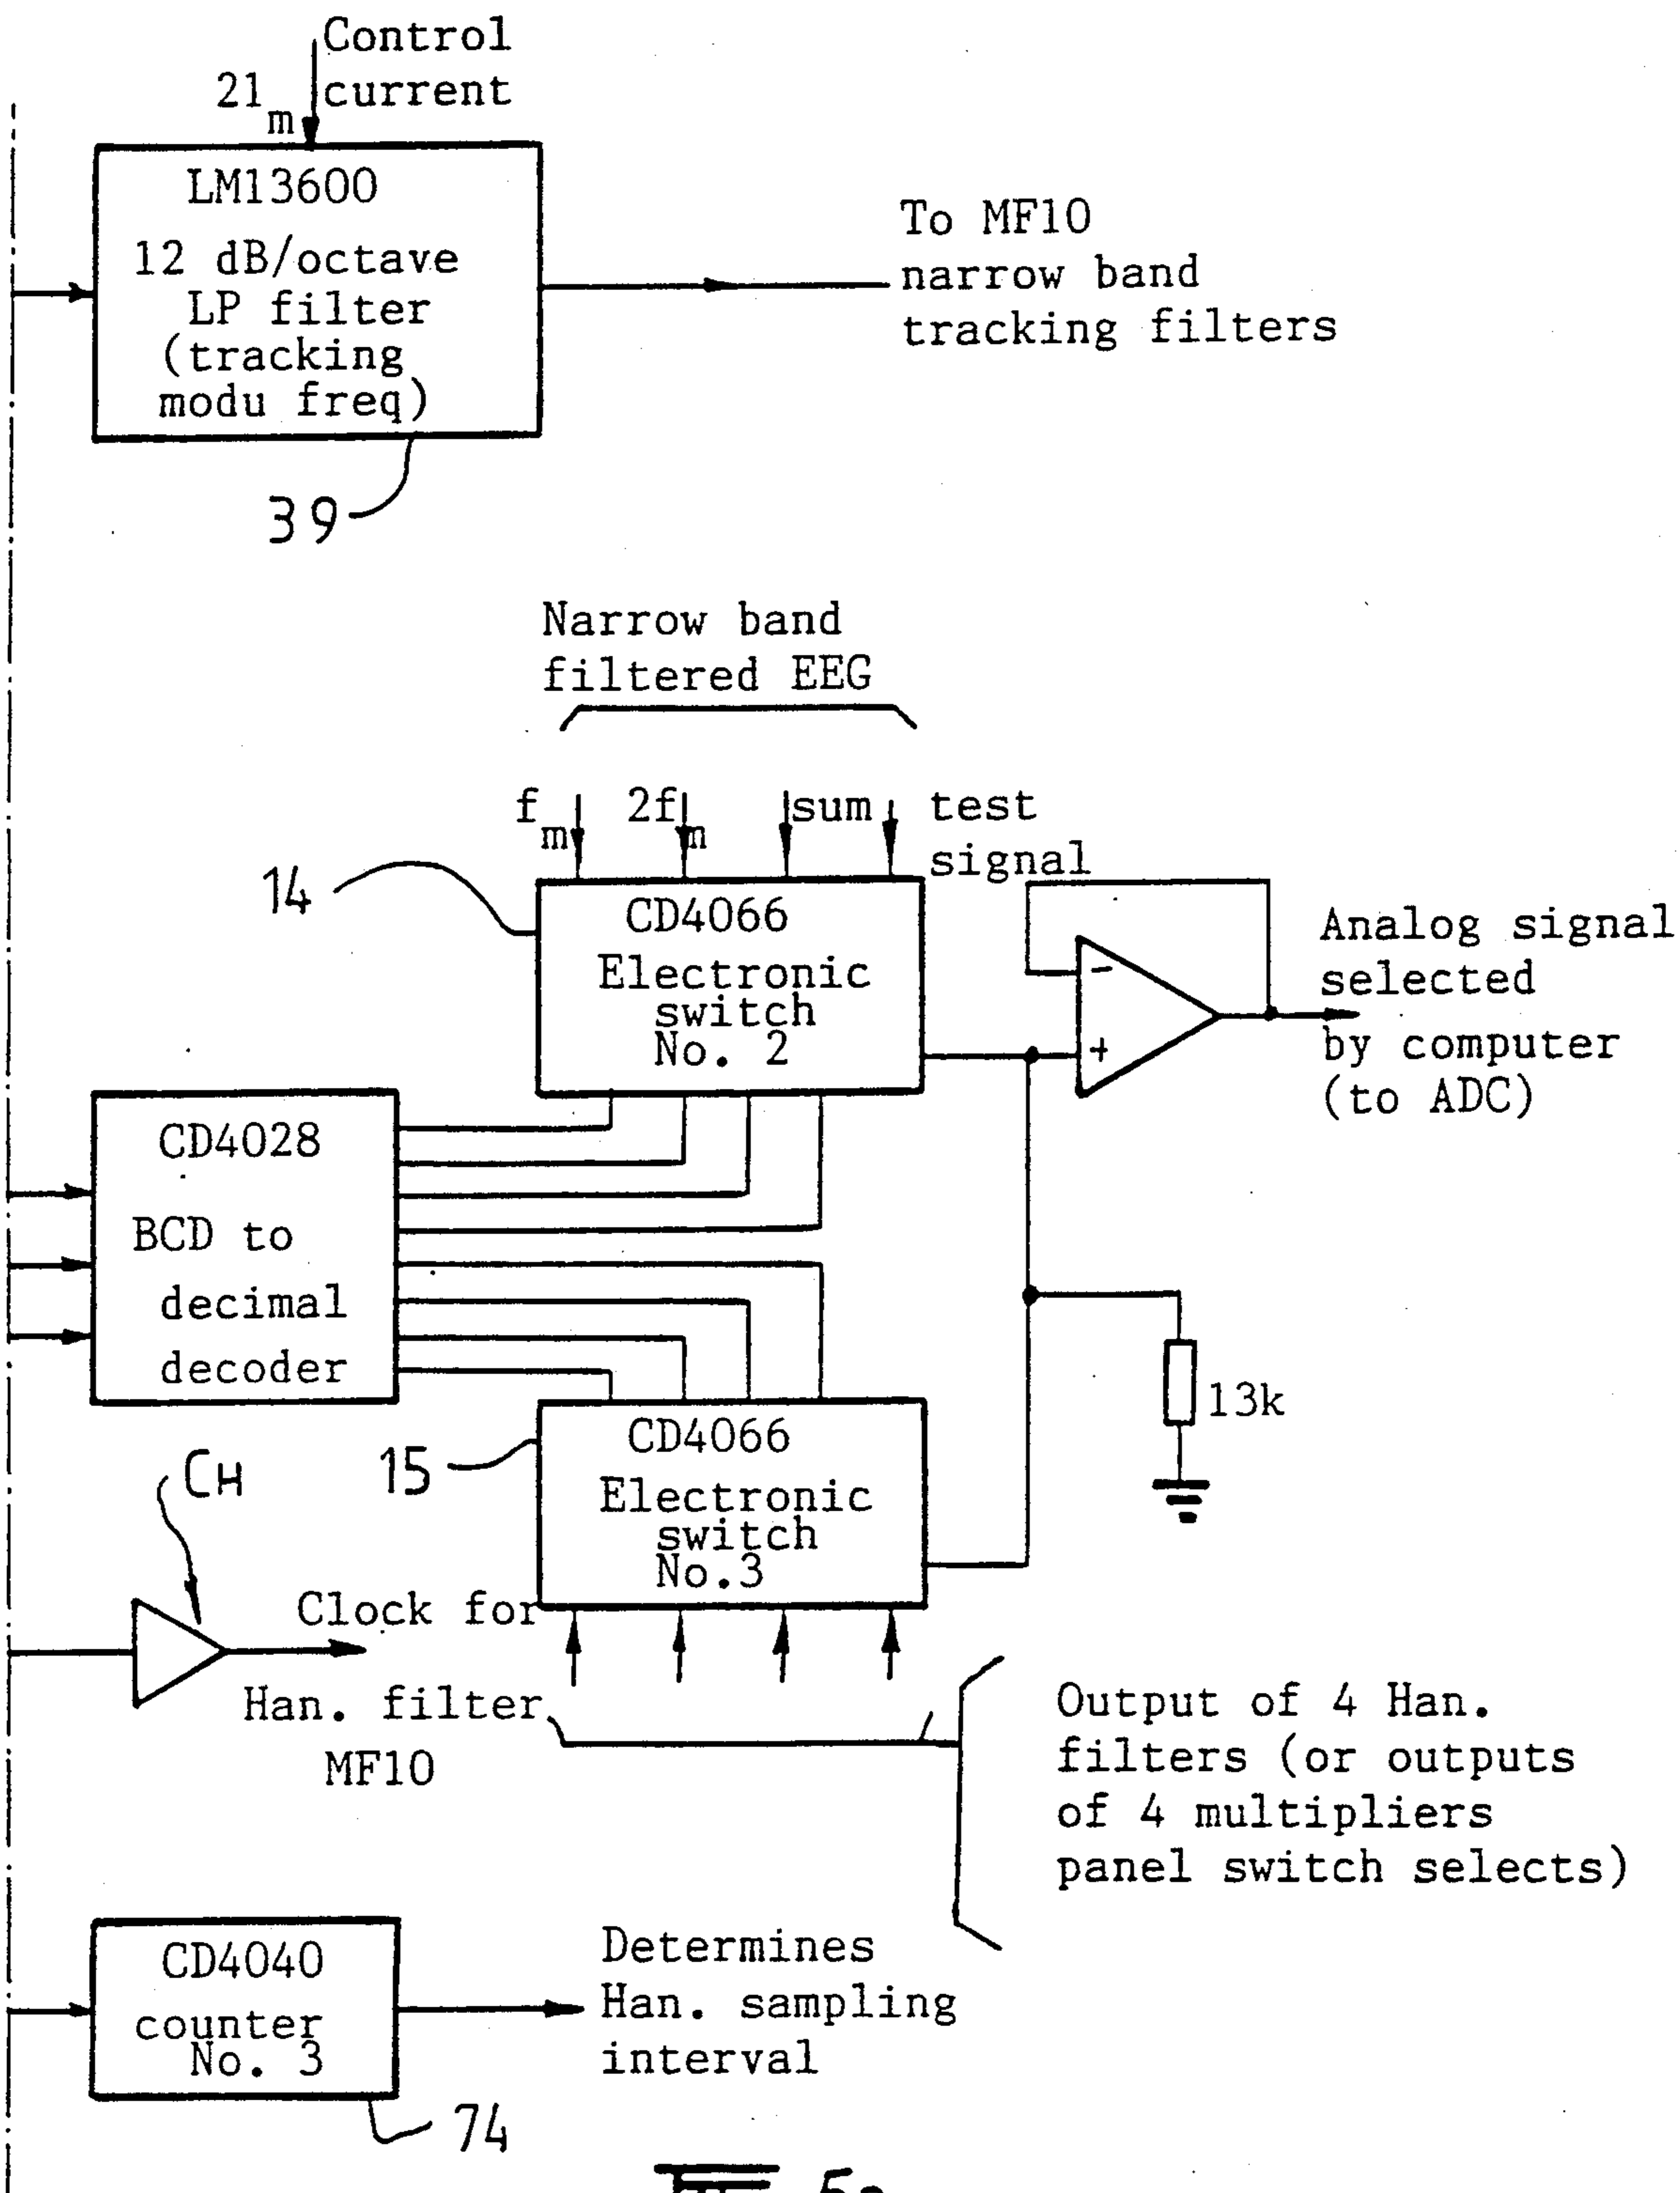 Control
current
21
m
LM13600
12 dB/octave
LP filter
(tracking
modu freq)
39
To MF10
narrow band
tracking filters
Narrow band
filtered EEG
f
m
2f
m
sum
test
signal
14
CD4066
Electronic
switch
No. 2
-
+
Analog signal
selected
by computer
(to ADC)
CD4028
BCD to
decimal
decoder
15
CD4066
Electronic
switch
No.3
13k
CH
Clock for
Han. filter
MF10
Output of 4 Han.
filters (or outputs
of 4 multipliers
panel switch selects)
CD4040
counter
No. 3
74
Determines
Han. sampling
interval